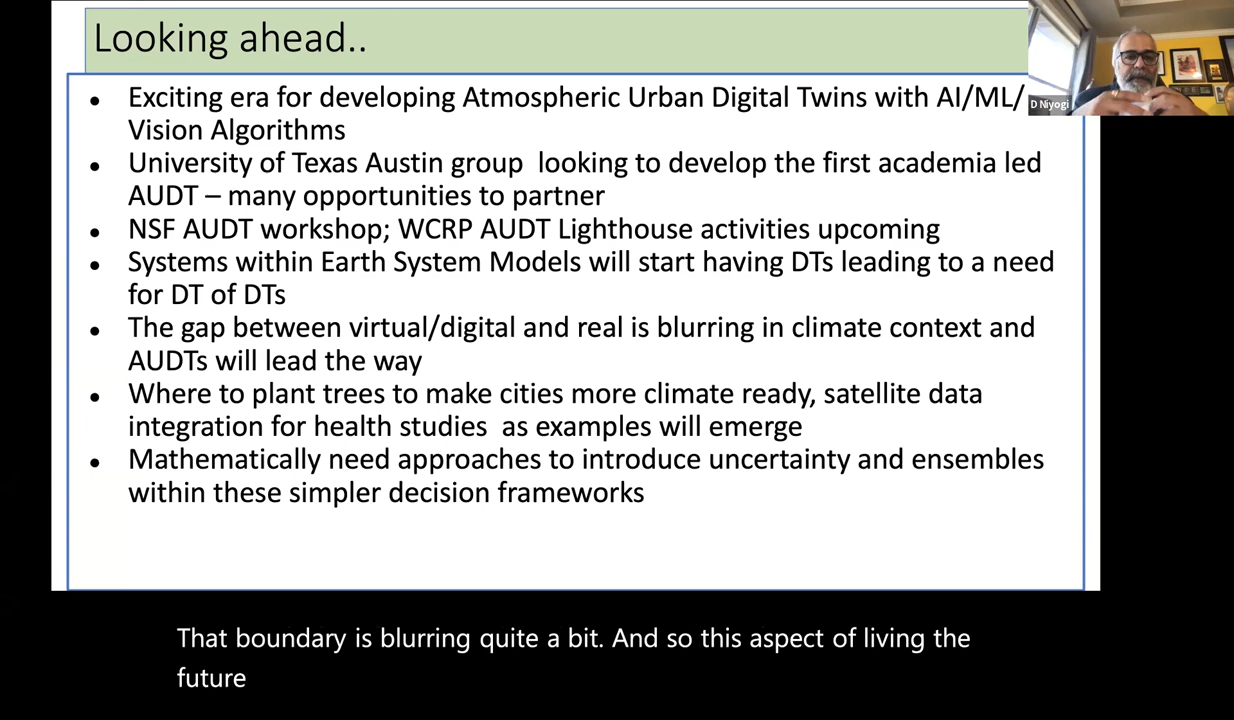 Looking ahead..
D Niyogi
• Exciting era for developing Atmospheric Urban Digital Twins with AI/ML/
Vision Algorithms
• University of Texas Austin group  looking to develop the first academia led
AUDT – many opportunities to partner
• NSF AUDT workshop; WCRP AUDT Lighthouse activities upcoming
• Systems within Earth System Models will start having DTs leading to a need
for DT of DTs
• The gap between virtual/digital and real is blurring in climate context and
AUDTs will lead the way
• Where to plant trees to make cities more climate ready, satellite data
integration for health studies  as examples will emerge
• Mathematically need approaches to introduce uncertainty and ensembles
within these simpler decision frameworks
That boundary is blurring quite a bit. And so this aspect of living the
future